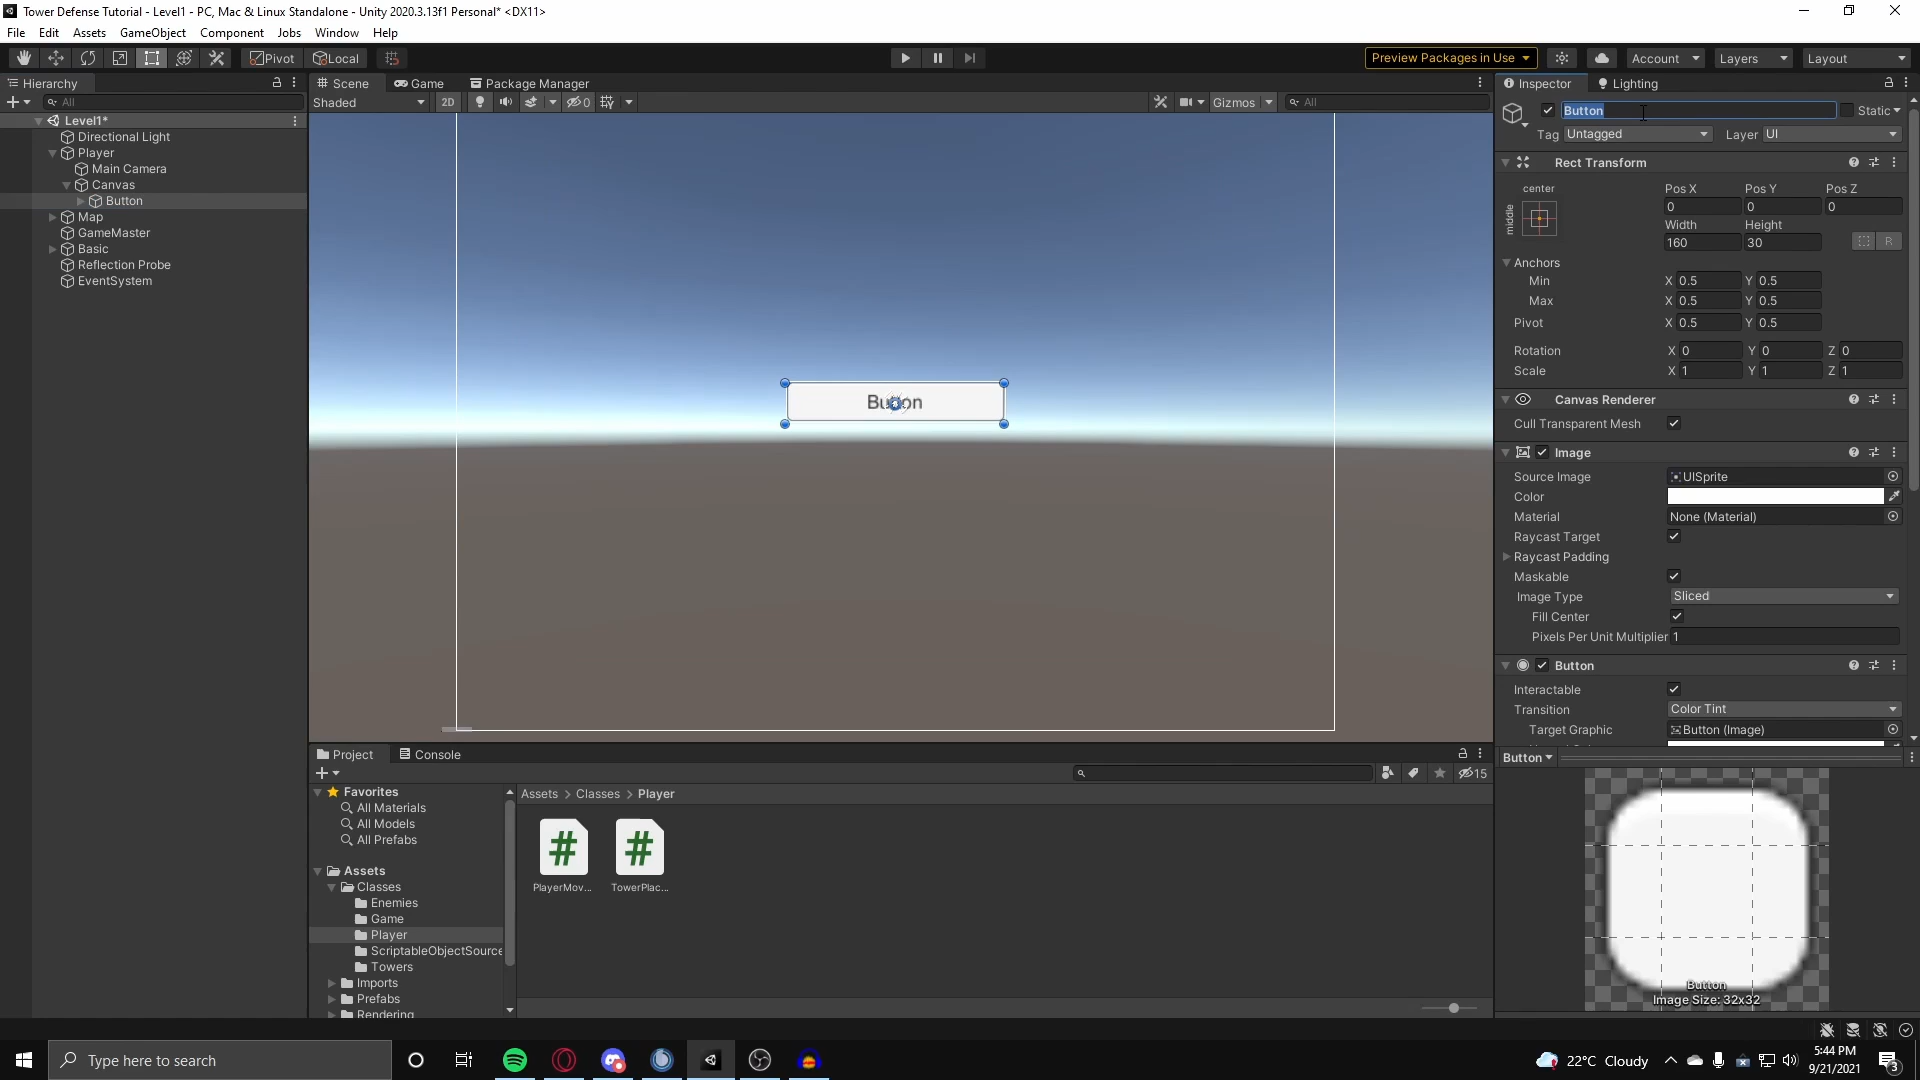 Tower Defense Tutorial - Level1 - PC, Mac & Linux Standalone - Unity 2020.3.13f1 Personal* <DX11>
File Edit Assets GameObject Component Jobs Window Help
Pivot Local Preview Packages in Use Account Layers Layout
Hierarchy
All
Level1*
Directional Light
Player
Main Camera
Canvas
Button
Map
GameMaster
Basic
Reflection Probe
EventSystem
Scene Game Package Manager
Shaded 2D 0 Gizmos All
Button
Inspector Lighting
Button Static
Tag Untagged Layer UI
Rect Transform
center
middle
Pos X Pos Y Pos Z
0 0 0
Width Height
160 30 R
Anchors
Min X 0.5 Y 0.5
Max X 0.5 Y 0.5
Pivot X 0.5 Y 0.5
Rotation X 0 Y 0 Z 0
Scale X 1 Y 1 Z 1
Canvas Renderer
Cull Transparent Mesh
Image
Source Image UISprite
Color
Material None (Material)
Raycast Target
Raycast Padding
Maskable
Image Type Sliced
Fill Center
Pixels Per Unit Multiplier 1
Button
Interactable
Transition Color Tint
Target Graphic Button (Image)
Button
Button
Image Size: 32x32
Project Console
15
Favorites
All Materials
All Models
All Prefabs
Assets
Classes
Enemies
Game
Player
ScriptableObjectSource
Towers
Imports
Prefabs
Rendering
Assets > Classes > Player
PlayerMov... TowerPlac...
Type here to search
22°C Cloudy
5:44 PM
9/21/2021
3